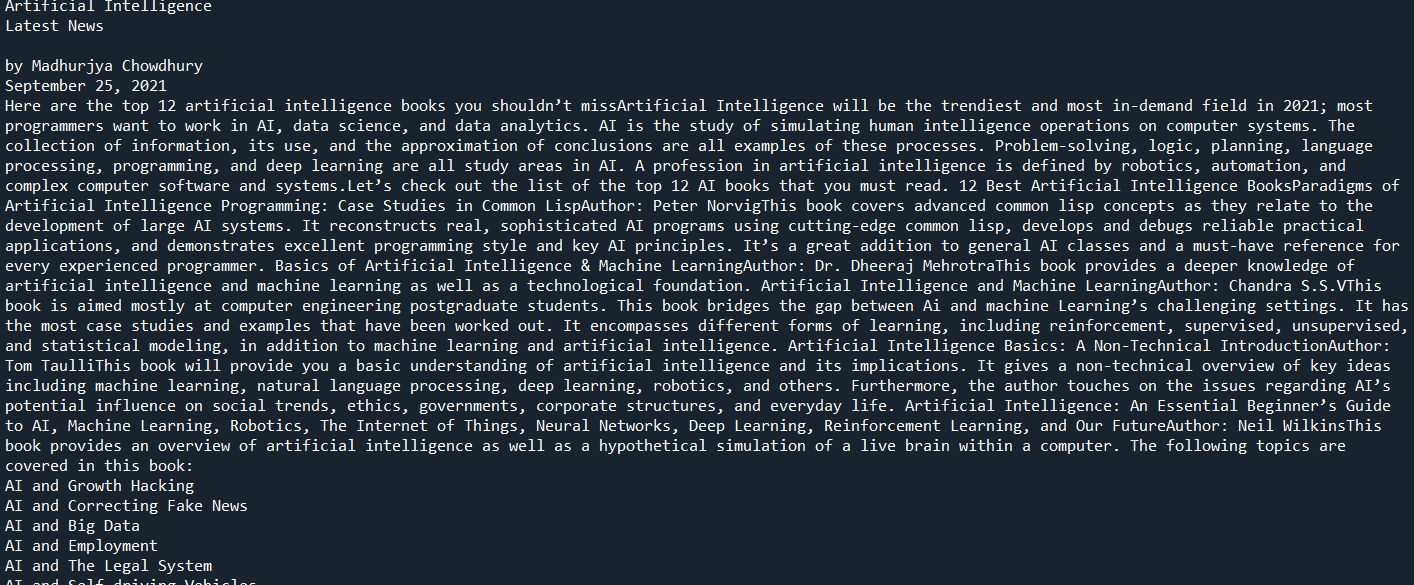 Artificial Intelligence
Latest News
by Madhurjya Chowdhury
September 25, 2021
Here are the top 12 artificial intelligence books you shouldn’t missArtificial Intelligence will be the trendiest and most in-demand field in 2021; most
programmers want to work in AI, data science, and data analytics. AI is the study of simulating human intelligence operations on computer systems. The
collection of information, its use, and the approximation of conclusions are all examples of these processes. Problem-solving, logic, planning, language
processing, programming, and deep learning are all study areas in AI. A profession in artificial intelligence is defined by robotics, automation, and
complex computer software and systems.Let’s check out the list of the top 12 AI books that you must read. 12 Best Artificial Intelligence BooksParadigms of
Artificial Intelligence Programming: Case Studies in Common LispAuthor: Peter NorvigThis book covers advanced common lisp concepts as they relate to the
development of large AI systems. It reconstructs real, sophisticated AI programs using cutting-edge common lisp, develops and debugs reliable practical
applications, and demonstrates excellent programming style and key AI principles. It’s a great addition to general AI classes and a must-have reference for
every experienced programmer. Basics of Artificial Intelligence & Machine LearningAuthor: Dr. Dheeraj MehrotraThis book provides a deeper knowledge of
artificial intelligence and machine learning as well as a technological foundation. Artificial Intelligence and Machine LearningAuthor: Chandra S.S.VThis
book is aimed mostly at computer engineering postgraduate students. This book bridges the gap between Ai and machine Learning’s challenging settings. It has
the most case studies and examples that have been worked out. It encompasses different forms of learning, including reinforcement, supervised, unsupervised,
and statistical modeling, in addition to machine learning and artificial intelligence. Artificial Intelligence Basics: A Non-Technical IntroductionAuthor:
Tom TaulliThis book will provide you a basic understanding of artificial intelligence and its implications. It gives a non-technical overview of key ideas
including machine learning, natural language processing, deep learning, robotics, and others. Furthermore, the author touches on the issues regarding AI’s
potential influence on social trends, ethics, governments, corporate structures, and everyday life. Artificial Intelligence: An Essential Beginner’s Guide
to AI, Machine Learning, Robotics, The Internet of Things, Neural Networks, Deep Learning, Reinforcement Learning, and Our FutureAuthor: Neil WilkinsThis
book provides an overview of artificial intelligence as well as a hypothetical simulation of a live brain within a computer. The following topics are
covered in this book:
AI and Growth Hacking
AI and Correcting Fake News
AI and Big Data
AI and Employment
AI and The Legal System
AI and Self-driving Vehicles